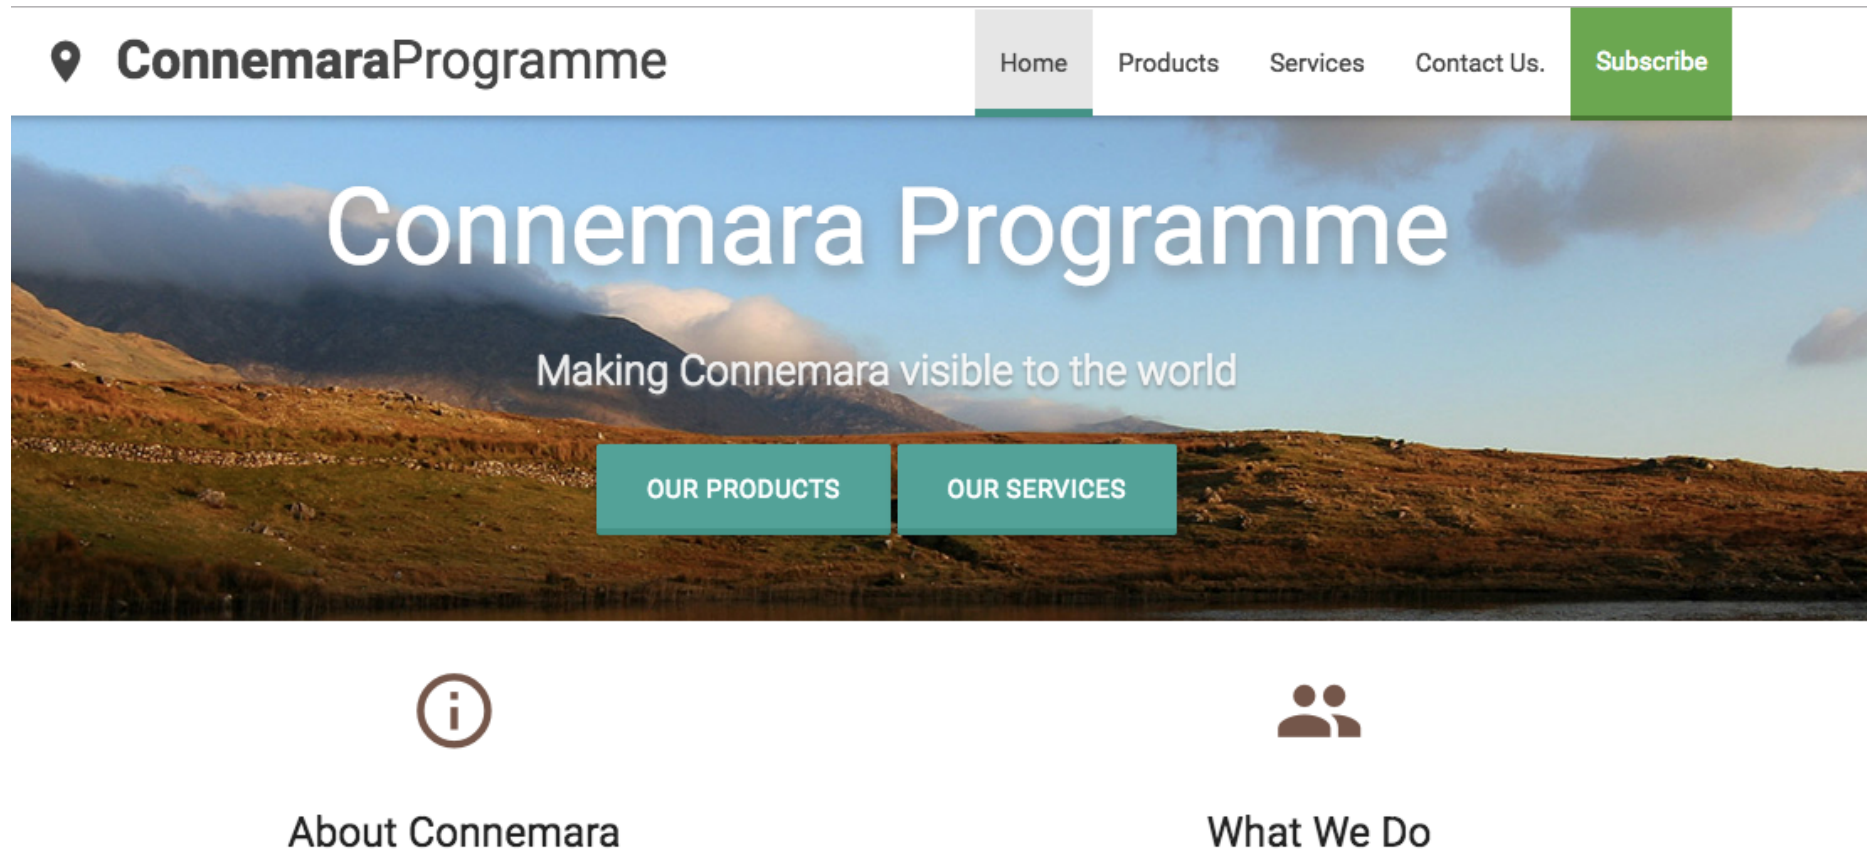 ConnemaraProgramme
Home Products Services Contact Us. Subscribe
Connemara Programme
Making Connemara visible to the world
OUR PRODUCTS OUR SERVICES
About Connemara What We Do